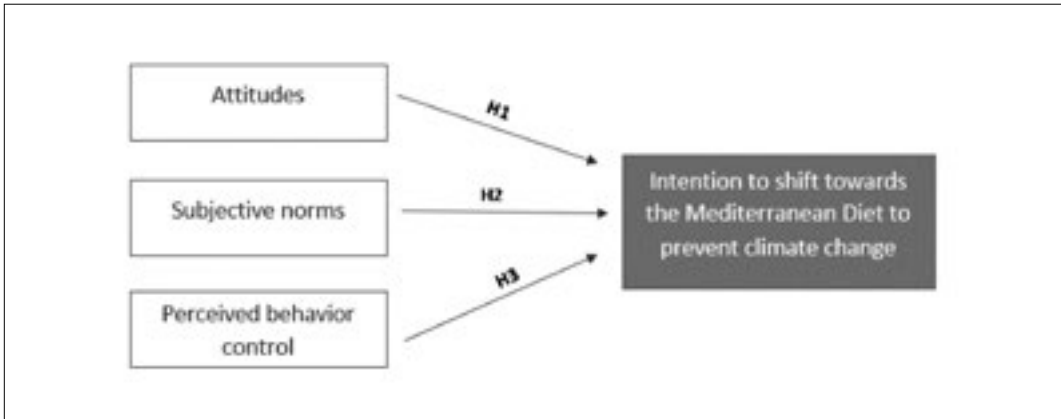 Attitudes
H1
Subjective norms
H2
Intention to shift towards
the Mediterranean Diet to
prevent climate change
H3
Perceived behavior
control